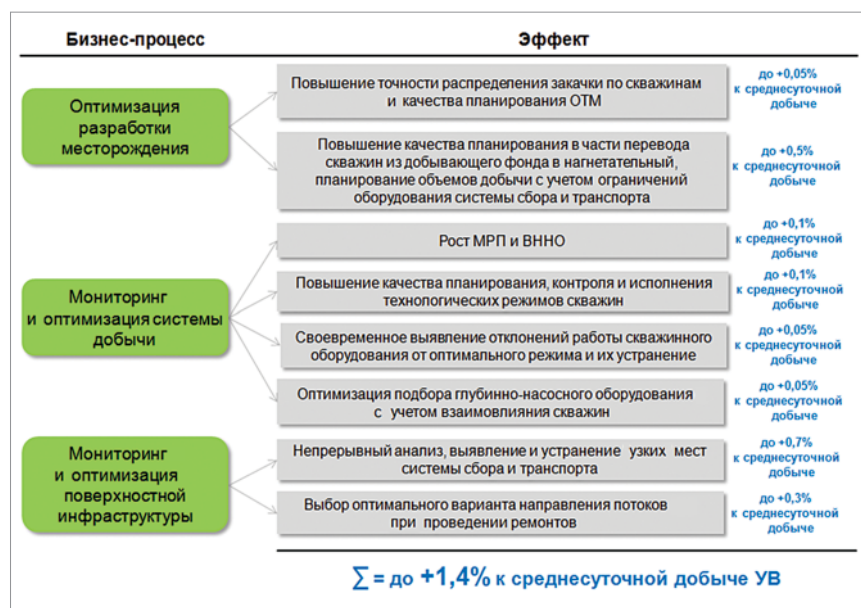 Бизнес-процесс
Эффект
Оптимизация
разработки
месторождения
Повышение точности распределения закачки по скважинам
и качества планирования ОТМ
до +0,05%
к среднесуточной
добыче
Повышение качества планирования в части перевода
скважин из добывающего фонда в нагнетательный,
планирование объемов добычи с учетом ограничений
оборудования системы сбора и транспорта
до +0,5%
к среднесуточной
добыче
Мониторинг
и оптимизация системы
добычи
Рост МРП и ВННО
до +0,1%
к среднесуточной
добыче
Повышение качества планирования, контроля и исполнения
технологических режимов скважин
до +0,1%
к среднесуточной
добыче
Своевременное выявление отклонений работы скважинного
оборудования от оптимального режима и их устранение
до +0,05%
к среднесуточной
добыче
Оптимизация подбора глубинно-насосного оборудования
с учетом взаимовлияния скважин
до +0,05%
к среднесуточной
добыче
Мониторинг
и оптимизация
поверхностной
инфраструктуры
Непрерывный анализ, выявление и устранение узких мест
системы сбора и транспорта
до +0,7%
к среднесуточной
добыче
Выбор оптимального варианта направления потоков
при проведении ремонтов
до +0,3%
к среднесуточной
добыче
∑ = до +1,4% к среднесуточной добыче УВ